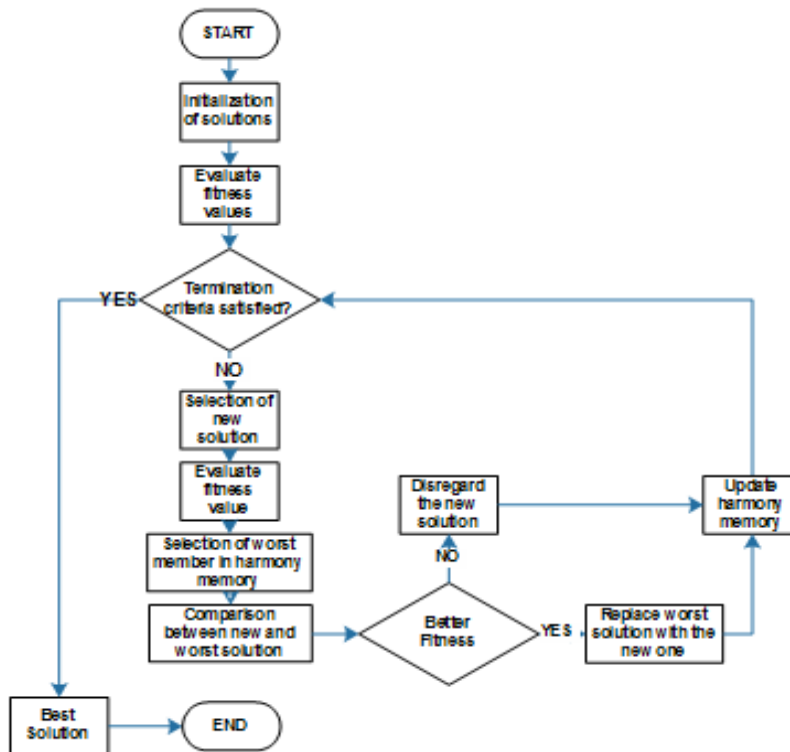 START
Initialization
of solutions
Evaluate
fitness
values
Termination
criteria satisfied?
YES
NO
Selection of
new
solution
Evaluate
fitness
value
Selection of worst
member in harmony
memory
Comparison
between new and
worst solution
Better
Fitness
NO
Disregard
the new
solution
YES
Replace worst
solution with the
new one
Update
harmony
memory
Best
Solution
END